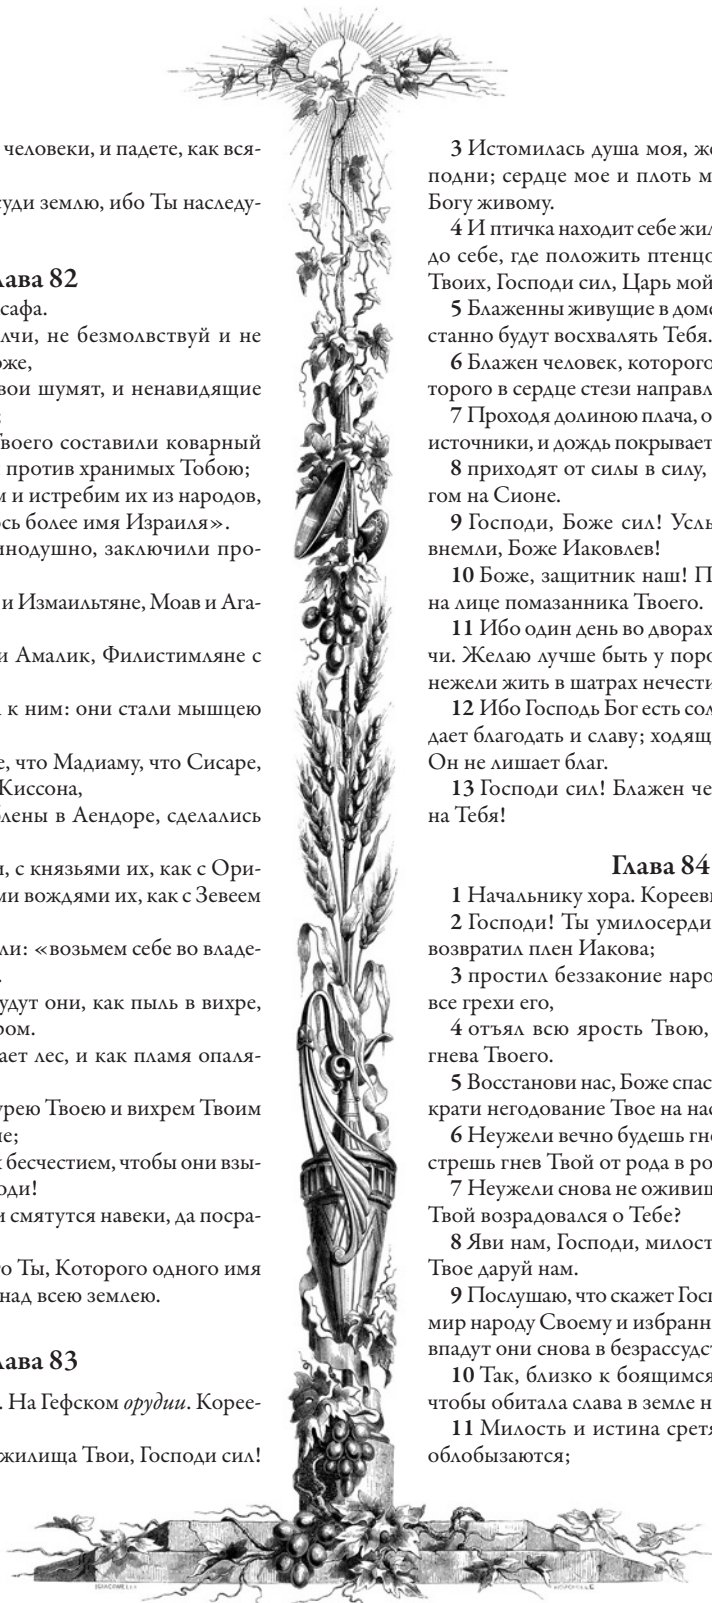 человеки, и падете, как вся-
суди землю, ибо Ты наследу-
лава 82
сафа.
лчи, не безмолвствуй и не
оже,
вои шумят, и ненавидящие
;
Твоего составили коварный
против хранимых Тобою;
м и истребим их из народов,
ось более имя Израиля».
инодушно, заключили про-
и Измаильтяне, Моав и Ага-
и Амалик, Филистимляне с
к ним: они стали мышцею
е, что Мадиаму, что Сисаре,
Киссона,
лены в Аендоре, сделались
и, с князьями их, как с Ори-
ми вождями их, как с Зевеем
ли: «возьмем себе во владе-
.
удут они, как пыль в вихре,
ром.
ает лес, и как пламя опаля-
урею Твоею и вихрем Твоим
ие;
бесчестием, чтобы они взы-
оди!
и смятутся навеки, да посра-
о Ты, Которого одного имя
над всею землею.
лава 83
. На Гефском орудии. Корее-
жилища Твои, Господи сил!
3 Истомилась душа моя, же
подни; сердце мое и плоть м
Богу живому.
4 И птичка находит себе жил
до себе, где положить птенцо
Твоих, Господи сил, Царь мой
5 Блаженны живущие в доме
станно будут восхвалять Тебя.
6 Блажен человек, которого
торого в сердце стези направл
7 Проходя долиною плача, о
источники, и дождь покрывает
8 приходят от силы в силу,
гом на Сионе.
9 Господи, Боже сил! Услы
внемли, Боже Иаковлев!
10 Боже, защитник наш! П
на лице помазанника Твоего.
11 Ибо один день во дворах
чи. Желаю лучше быть у поро
нежели жить в шатрах нечести
12 Ибо Господь Бог есть сол
дает благодать и славу; ходящ
Он не лишает благ.
13 Господи сил! Блажен че
на Тебя!
Глава 84
1 Начальнику хора. Кореевы
2 Господи! Ты умилосерди
возвратил плен Иакова;
3 простил беззаконие наро
все грехи его,
4 отъял всю ярость Твою,
гнева Твоего.
5 Восстанови нас, Боже спас
крати негодование Твое на нас
6 Неужели вечно будешь гне
стрешь гнев Твой от рода в ро
7 Неужели снова не оживиш
Твой возрадовался о Тебе?
8 Яви нам, Господи, милост
Твое даруй нам.
9 Послушаю, что скажет Госп
мир народу Своему и избранн
впадут они снова в безрассудст
10 Так, близко к боящимся
чтобы обитала слава в земле н
11 Милость и истина сретя
облобызаются;